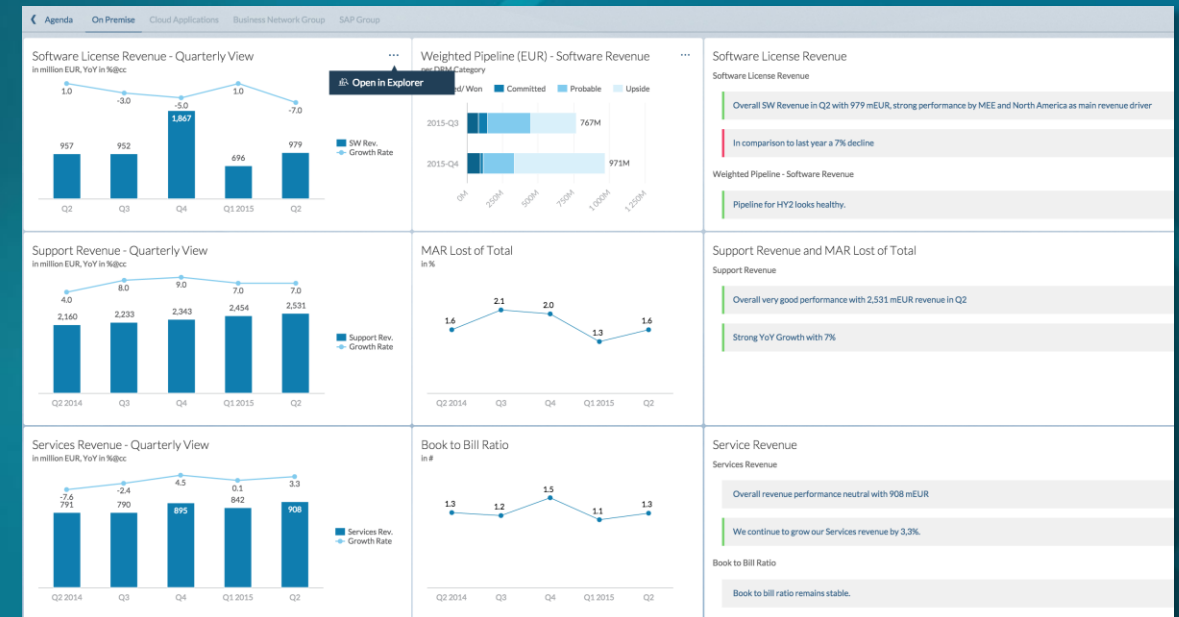 Agenda On Premise Cloud Applications Business Network Group SAP Group
Software License Revenue - Quarterly View ...
in million EUR, YoY in %@cc
Open in Explorer
1.0 -3.0 -5.0 1.0 -7.0
957 952 1,867 696 979
SW Rev.
Growth Rate
Q2 Q3 Q4 Q1 2015 Q2
Weighted Pipeline (EUR) - Software Revenue ...
Category
/ Won Committed Probable Upside
2015-Q3 767M
2015-Q4 971M
0M 250M 500M 750M 1 000M 1 250M
Software License Revenue
Software License Revenue
Overall SW Revenue in Q2 with 979 mEUR, strong performance by MEE and North America as main revenue driver
In comparison to last year a 7% decline
Weighted Pipeline - Software Revenue
Pipeline for HY2 looks healthy.
Support Revenue - Quarterly View
in million EUR, YoY in %@cc
4.0 8.0 9.0 7.0 7.0
2,160 2,233 2,343 2,454 2,531
Support Rev.
Growth Rate
Q2 2014 Q3 Q4 Q1 2015 Q2
MAR Lost of Total
in %
1.6 2.1 2.0 1.3 1.6
Q2 2014 Q3 Q4 Q1 2015 Q2
Support Revenue and MAR Lost of Total
Support Revenue
Overall very good performance with 2,531 mEUR revenue in Q2
Strong YoY Growth with 7%
Services Revenue - Quarterly View
in million EUR, YoY in %@cc
-7.6 -2.4 4.5 0.1 3.3
791 790 895 842 908
Services Rev.
Growth Rate
Q2 2014 Q3 Q4 Q1 2015 Q2
Book to Bill Ratio
in #
1.3 1.2 1.5 1.1 1.3
Q2 2014 Q3 Q4 Q1 2015 Q2
Service Revenue
Services Revenue
Overall revenue performance neutral with 908 mEUR
We continue to grow our Services revenue by 3,3%.
Book to Bill Ratio
Book to bill ratio remains stable.